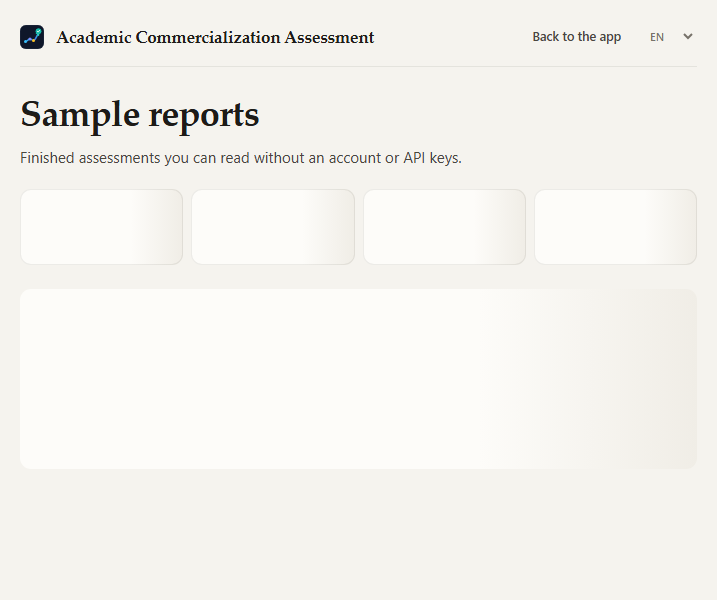 Academic Commercialization Assessment
Back to the app
EN
Sample reports
Finished assessments you can read without an account or API keys.